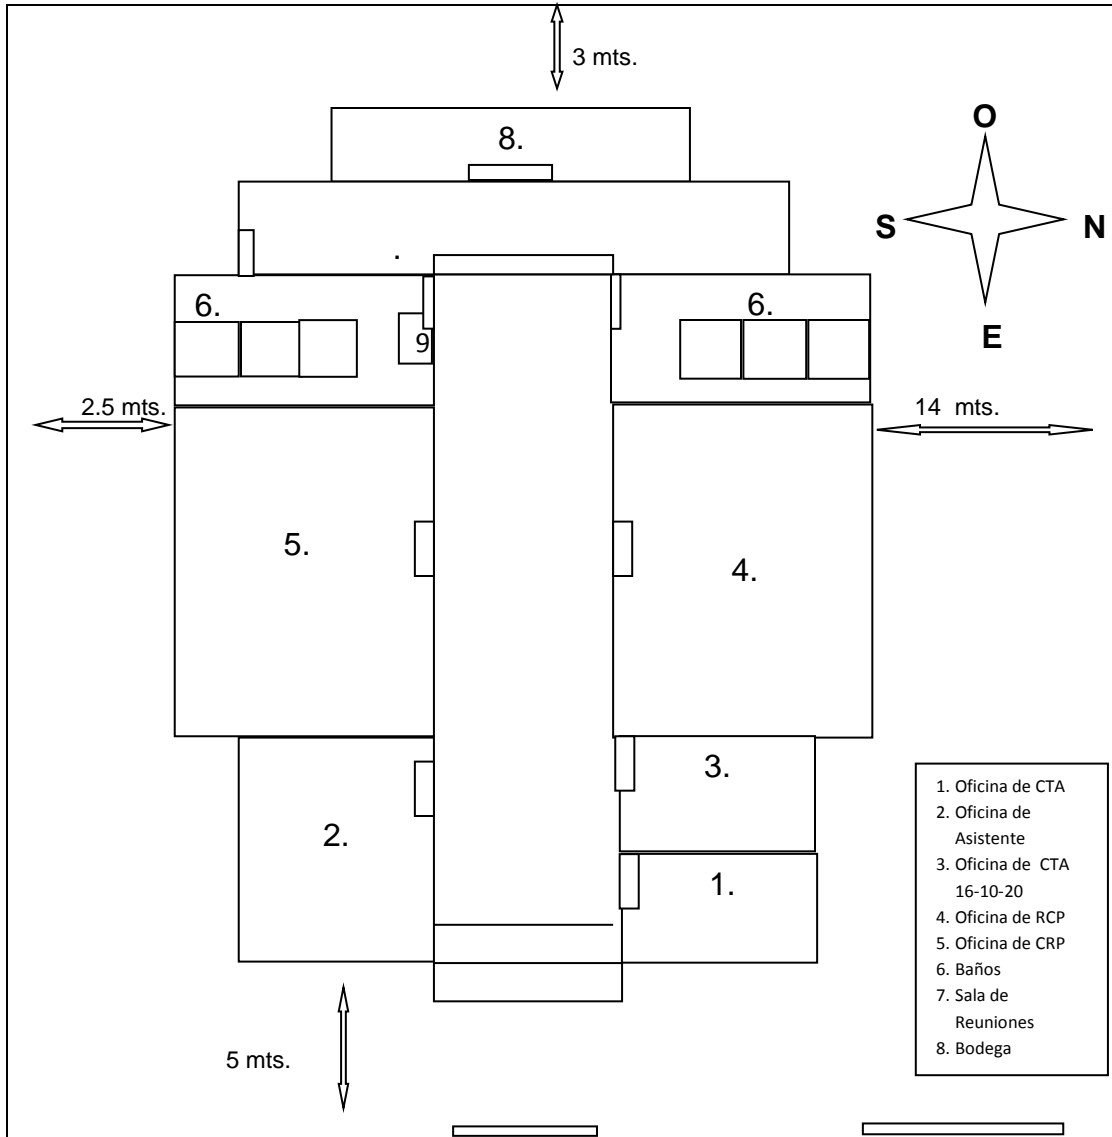 3 mts.
8.
O
S
N
E
.
6.
6.
9
2.5 mts.
14 mts.
5.
4.
3.
2.
1.
5 mts.
1. Oficina de CTA
2. Oficina de
Asistente
3. Oficina de CTA
16-10-20
4. Oficina de RCP
5. Oficina de CRP
6. Baños
7. Sala de
Reuniones
8. Bodega